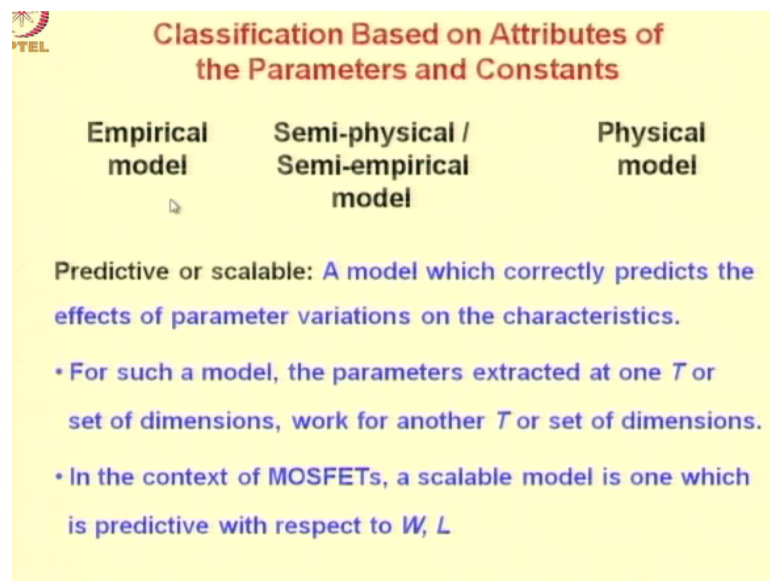 PTEL
Classification Based on Attributes of
the Parameters and Constants
Empirical model
Semi-physical /
Semi-empirical
model
Physical
model
Predictive or scalable: A model which correctly predicts the
effects of parameter variations on the characteristics.
• For such a model, the parameters extracted at one T or
set of dimensions, work for another T or set of dimensions.
• In the context of MOSFETs, a scalable model is one which
is predictive with respect to W, L